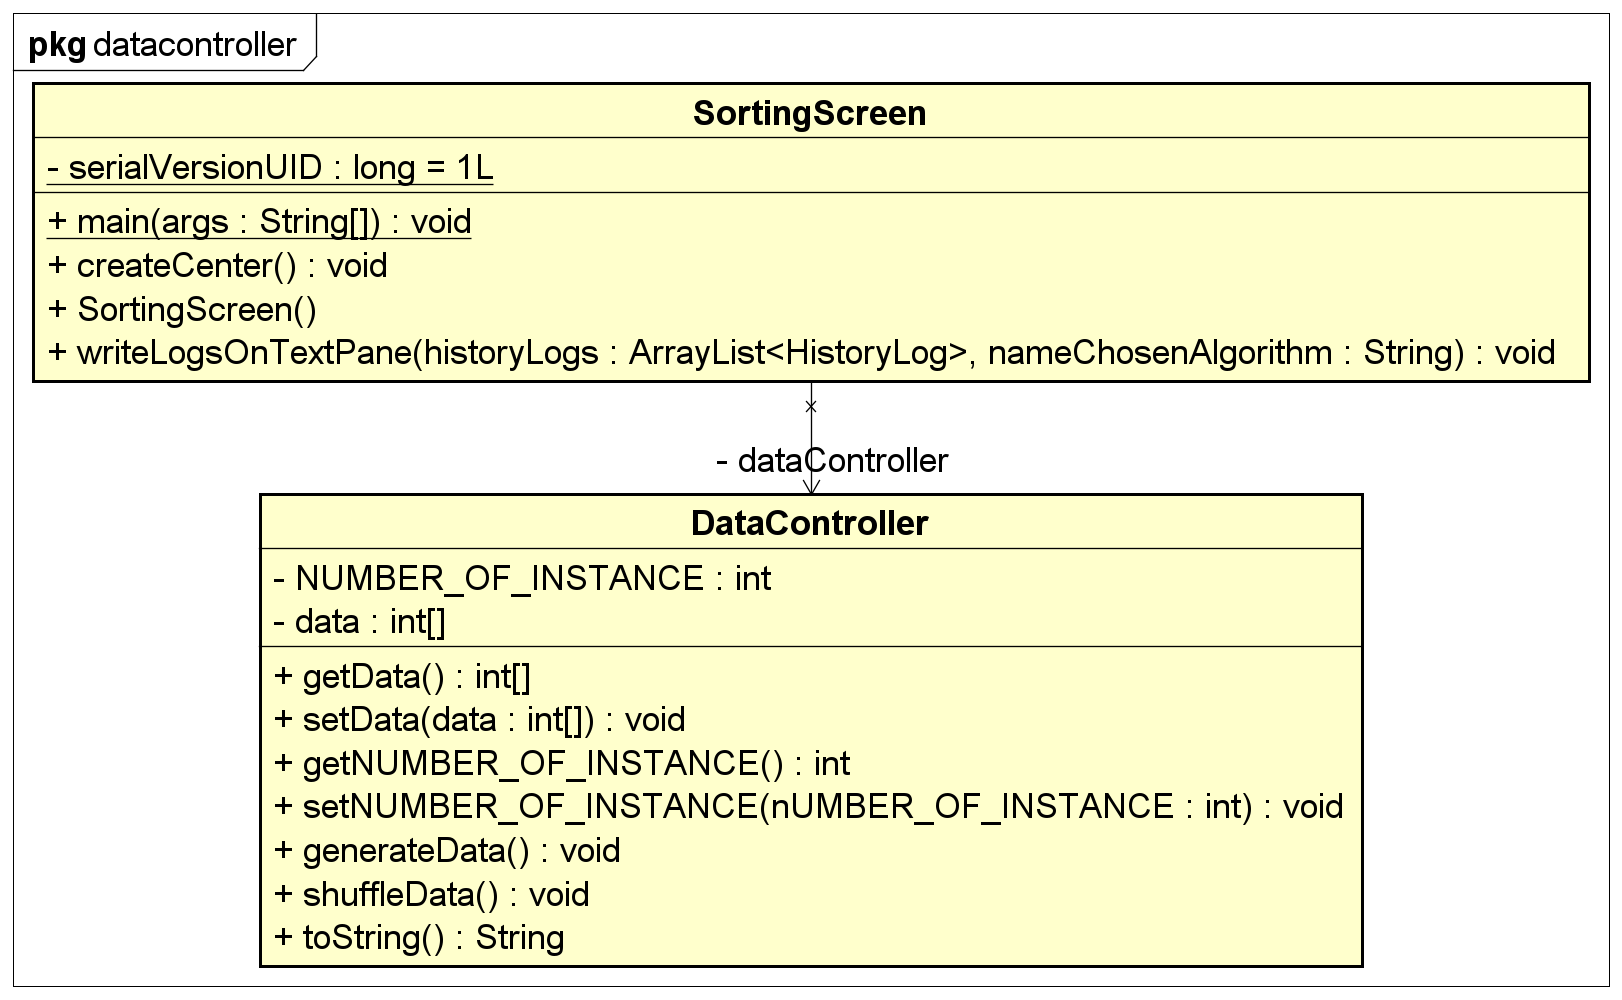 pkg datacontroller
SortingScreen
- serialVersionUID : long = 1L
+ main(args : String[]) : void
+ createCenter() : void
+ SortingScreen()
+ writeLogsOnTextPane(historyLogs : ArrayList<HistoryLog>, nameChosenAlgorithm : String) : void
- dataController
DataController
- NUMBER_OF_INSTANCE : int
- data : int[]
+ getData() : int[]
+ setData(data : int[]) : void
+ getNUMBER_OF_INSTANCE() : int
+ setNUMBER_OF_INSTANCE(nUMBER_OF_INSTANCE : int) : void
+ generateData() : void
+ shuffleData() : void
+ toString() : String